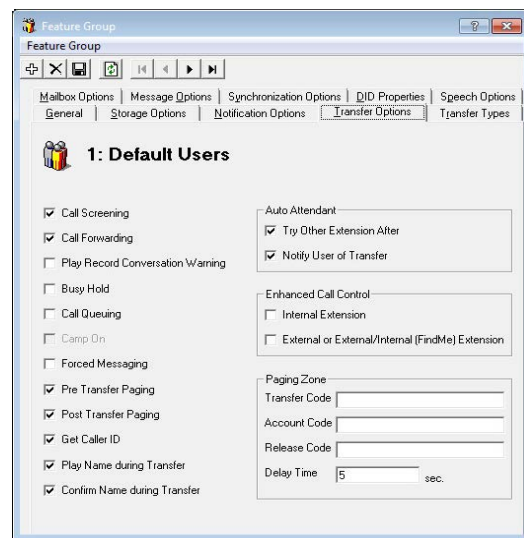 Feature Group
Feature Group
Mailbox Options | Message Options | Synchronization Options | DID Properties | Speech Options
General | Storage Options | Notification Options | Transfer Options | Transfer Types
1: Default Users
Call Screening
Call Forwarding
Play Record Conversation Warning
Busy Hold
Call Queuing
Camp On
Forced Messaging
Pre Transfer Paging
Post Transfer Paging
Get Caller ID
Play Name during Transfer
Confirm Name during Transfer
Auto Attendant
Try Other Extension After
Notify User of Transfer
Enhanced Call Control
Internal Extension
External or External/Internal (FindMe) Extension
Paging Zone
Transfer Code
Account Code
Release Code
Delay Time 5 sec.